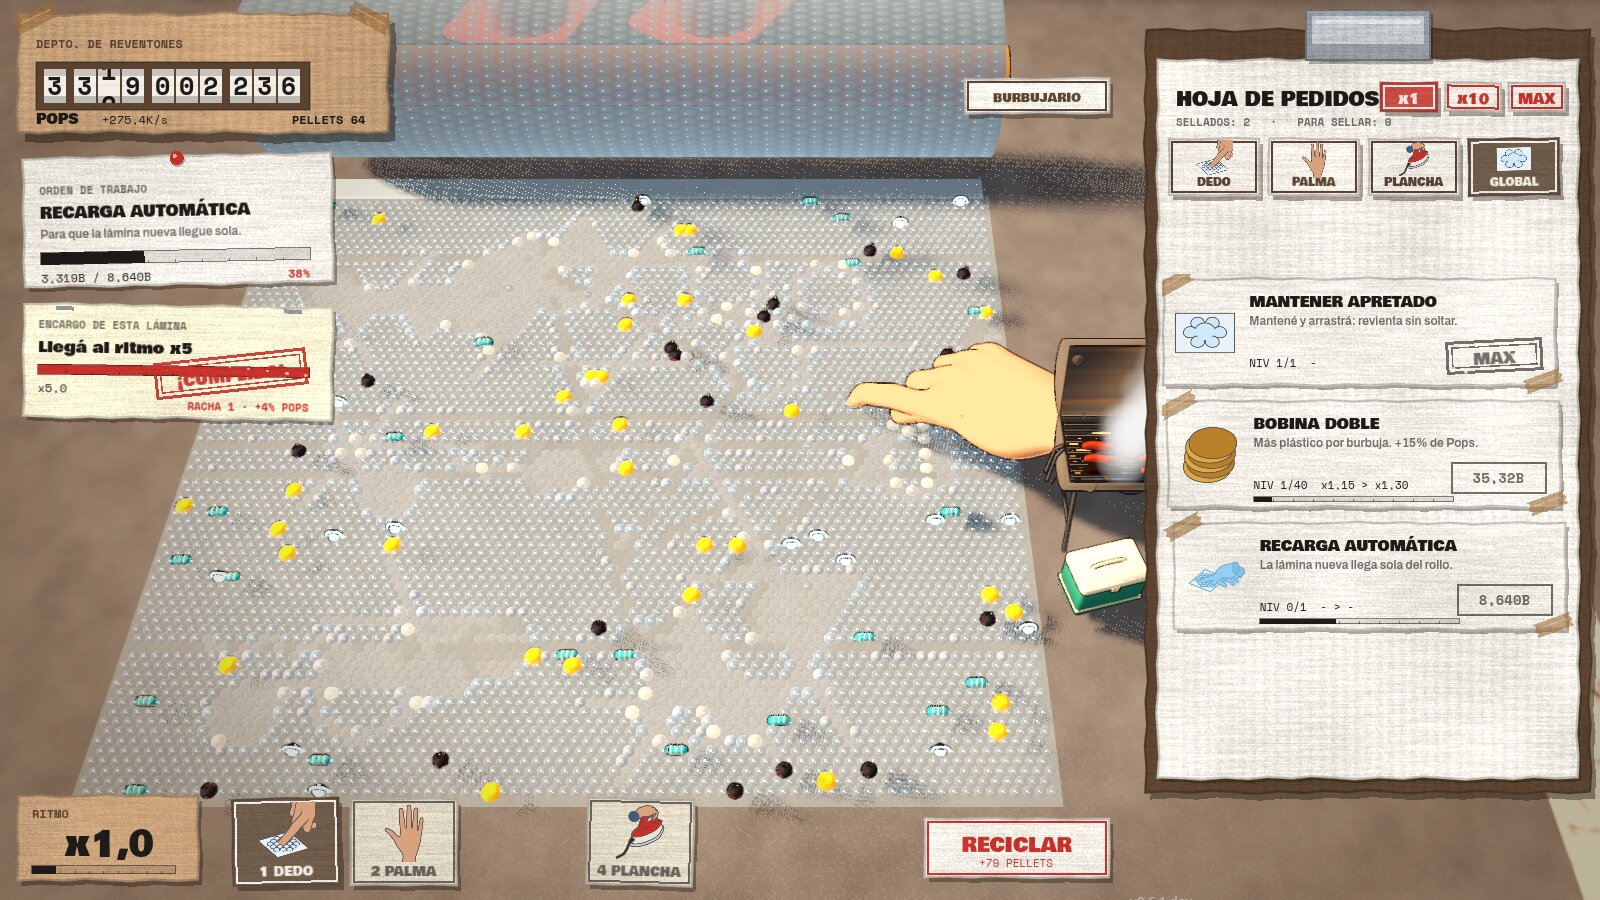 DEPTO. DE REVENTONES
3 3 9 002 236
POPS +275.4K/s PELLETS 64
ORDEN DE TRABAJO
RECARGA AUTOMÁTICA
Para que la lámina nueva llegue sola.
3,319B / 8,640B 38%
ENCARGO DE ESTA LÁMINA
Llegá al ritmo x5
x5,0
RACHA 1 · +4% POPS
BURBUJARIO
HOJA DE PEDIDOS x1 x10 MAX
SELLADOS: 2 · PARA SELLAR: 0
DEDO PALMA PLANCHA GLOBAL
MANTENER APRETADO
Mantené y arrastrá: revienta sin soltar.
NIV 1/1 - MAX
BOBINA DOBLE
Más plástico por burbuja. +15% de Pops.
NIV 1/40 x1,15 > x1,30 35,32B
RECARGA AUTOMÁTICA
La lámina nueva llega sola del rollo.
NIV 0/1 - > - 8,640B
RITMO
x1,0
1 DEDO 2 PALMA 4 PLANCHA
RECICLAR
+79 PELLETS